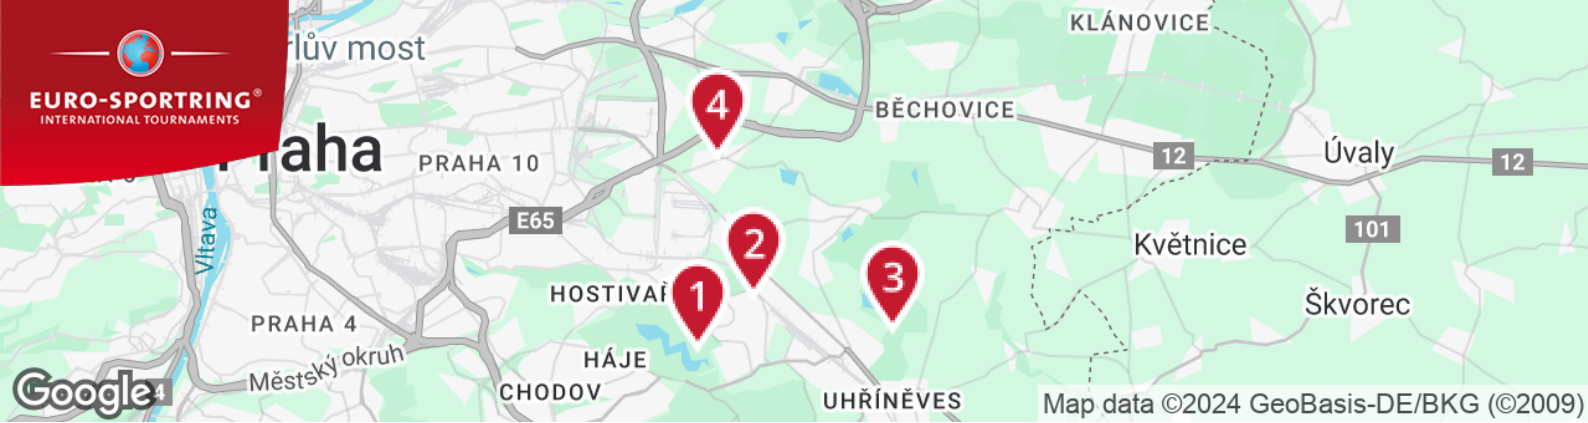 EURO-SPORTRING®
INTERNATIONAL TOURNAMENTS
rlův most
KLÁNOVICE
4
BĚCHOVICE
Praha
PRAHA 10
12
Úvaly
12
E65
Vltava
2
101
Květnice
3
HOSTIVAŘ
1
Škvorec
PRAHA 4
HÁJE
Městský okruh
CHODOV
UHŘÍNĚVES
Google
4
Map data ©2024 GeoBasis-DE/BKG (©2009)